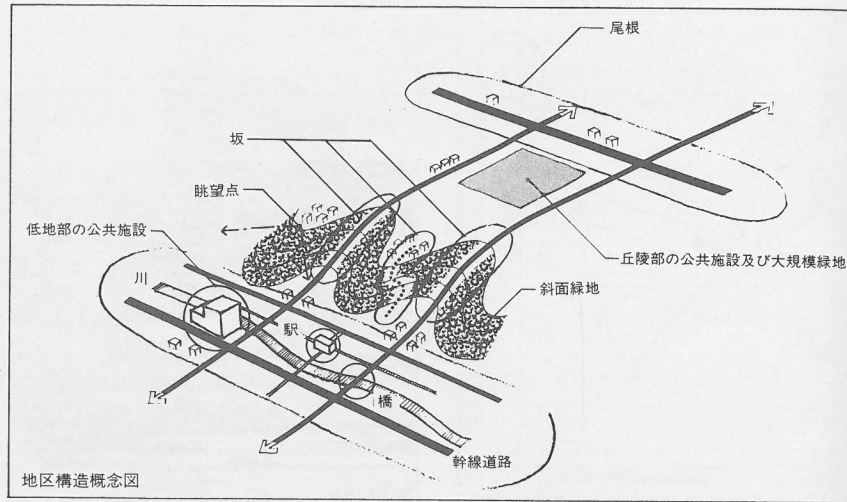 尾根
坂
眺望点
低地部の公共施設
川
丘陵部の公共施設及び大規模緑地
斜面緑地
駅
橋
幹線道路
地区構造概念図